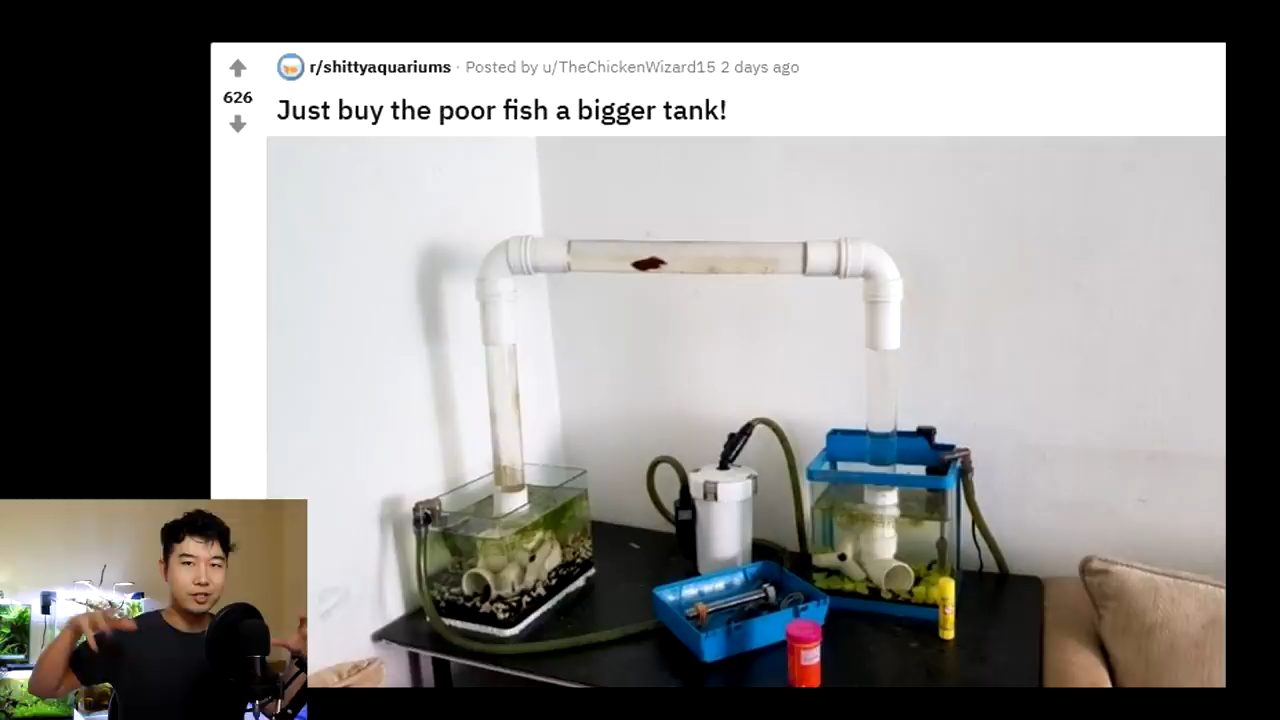 r/shittyaquariums · Posted by u/TheChickenWizard15 2 days ago
626
Just buy the poor fish a bigger tank!